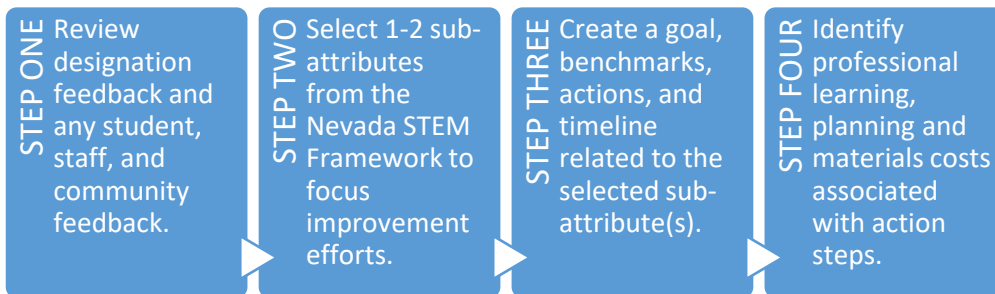 STEP ONE
Review
designation
feedback and
any student,
staff, and
community
feedback.
STEP TWO
Select 1-2 sub-
attributes
from the
Nevada STEM
Framework to
focus
improvement
efforts.
STEP THREE
Create a goal,
benchmarks,
actions, and
timeline
related to the
selected sub-
attribute(s).
STEP FOUR
Identify
professional
learning,
planning and
materials costs
associated
with action
steps.